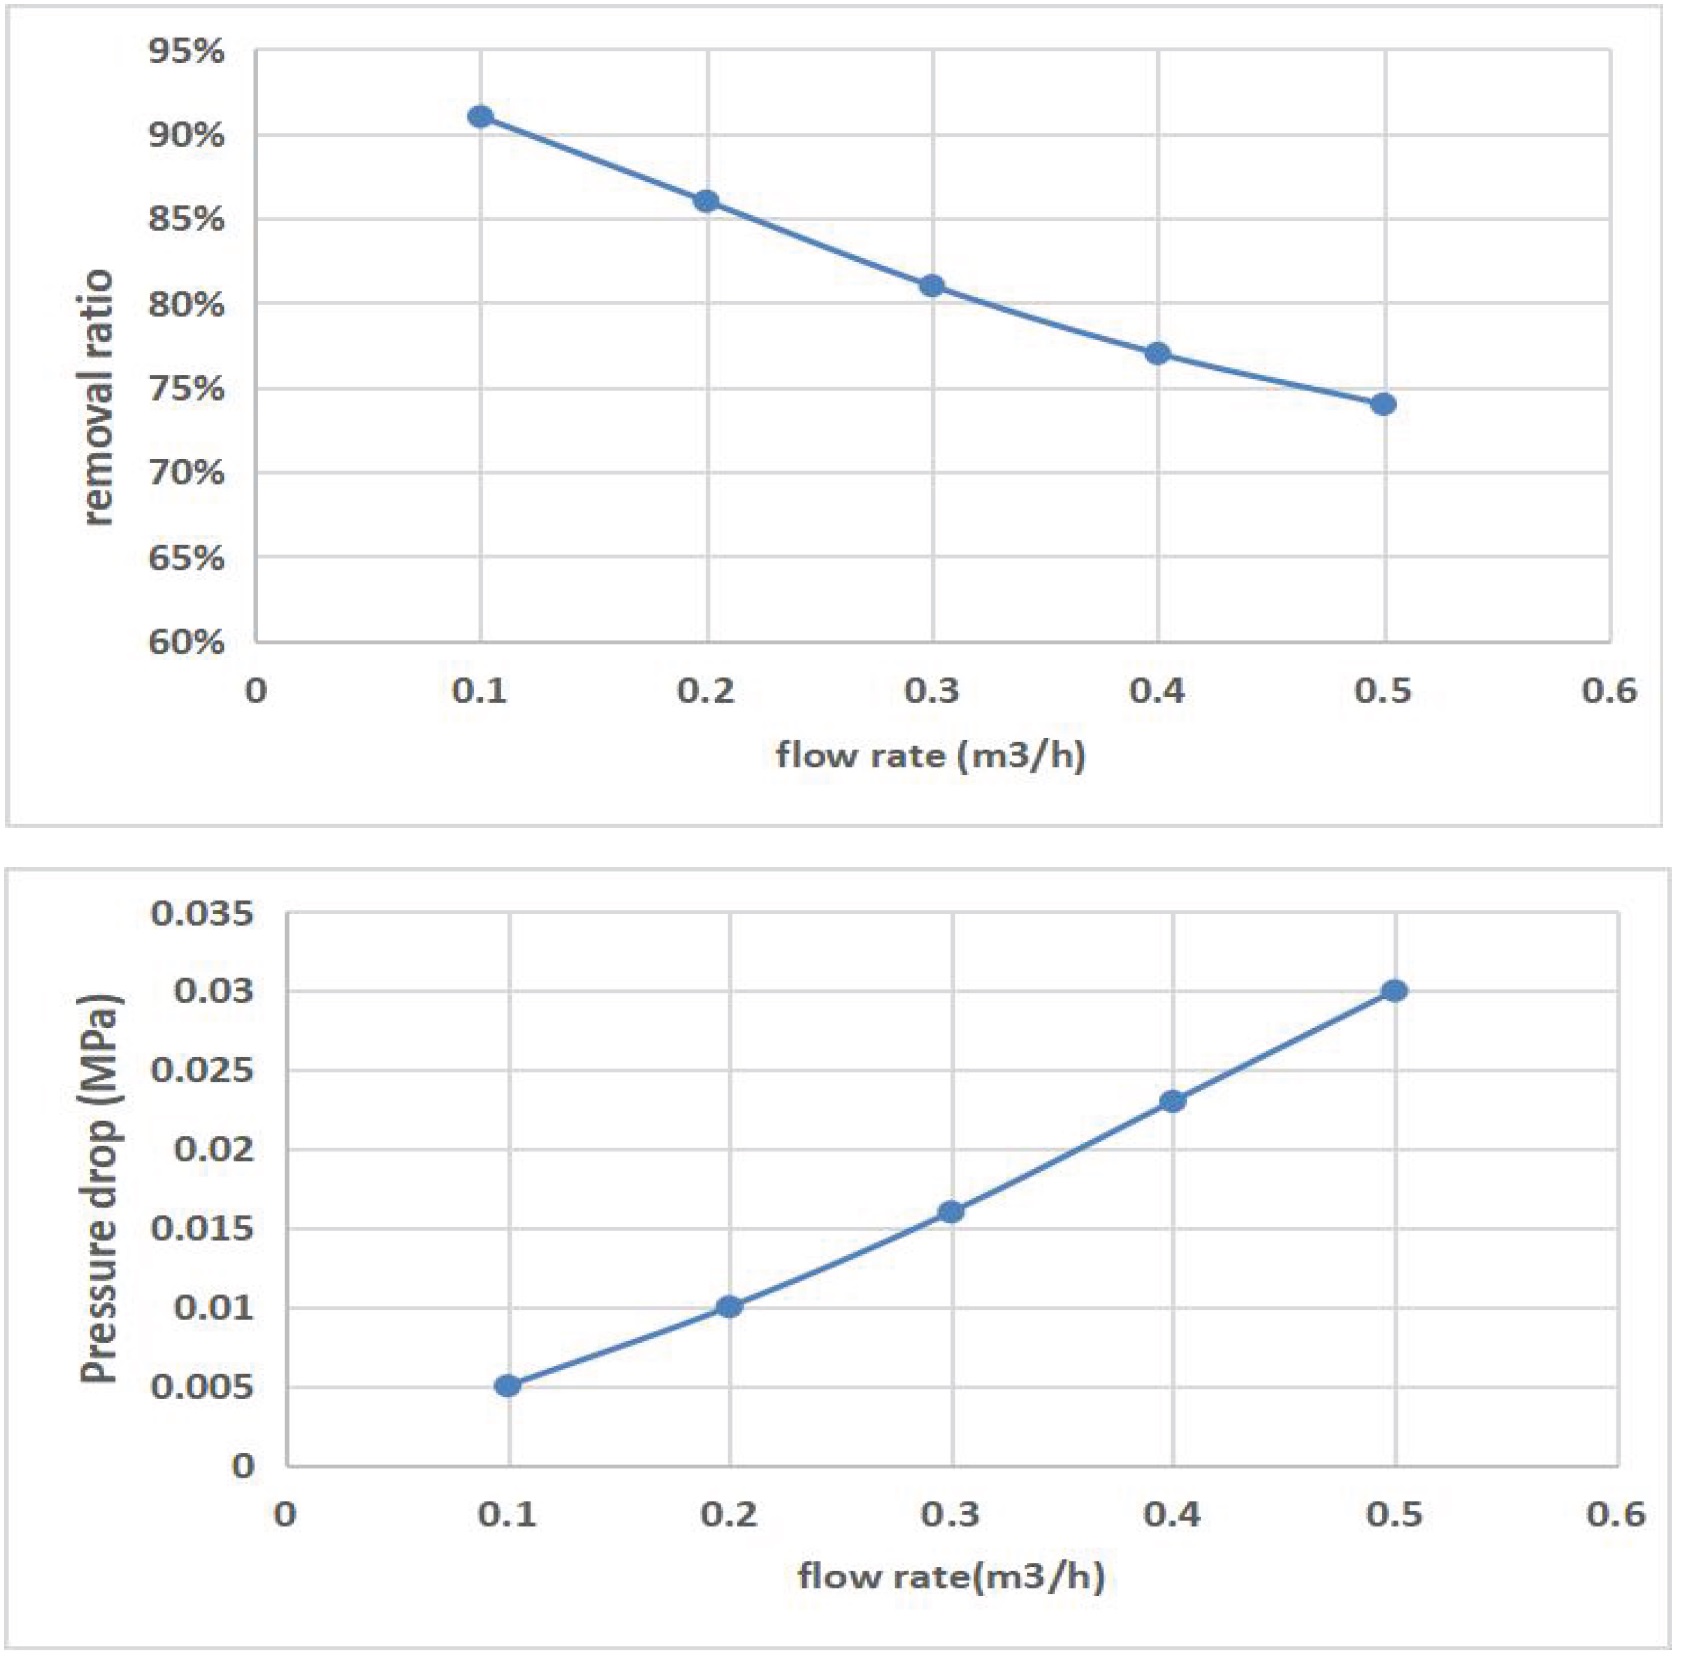 95%
90%
85%
80%
75%
70%
65%
60%
removal ratio
0 0.1 0.2 0.3 0.4 0.5 0.6
flow rate (m3/h)
0.035
0.03
0.025
0.02
0.015
0.01
0.005
0
Pressure drop (MPa)
0 0.1 0.2 0.3 0.4 0.5 0.6
flow rate(m3/h)